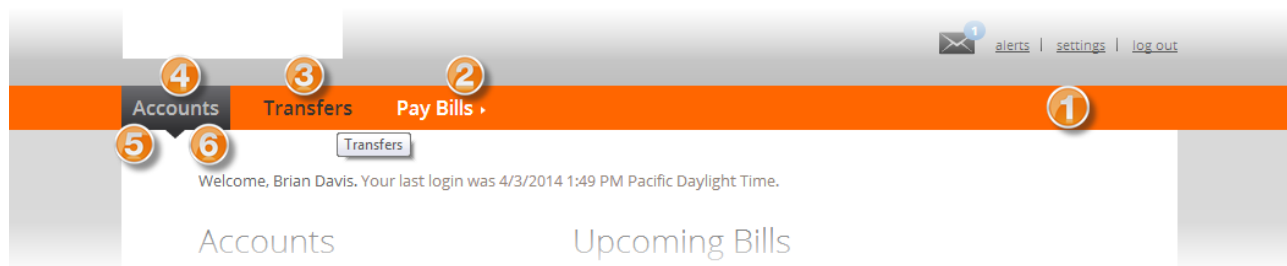 1
alerts | settings | log out
4 3 2
Accounts Transfers Pay Bills 1
5 6
Transfers
Welcome, Brian Davis. Your last login was 4/3/2014 1:49 PM Pacific Daylight Time.
Accounts Upcoming Bills